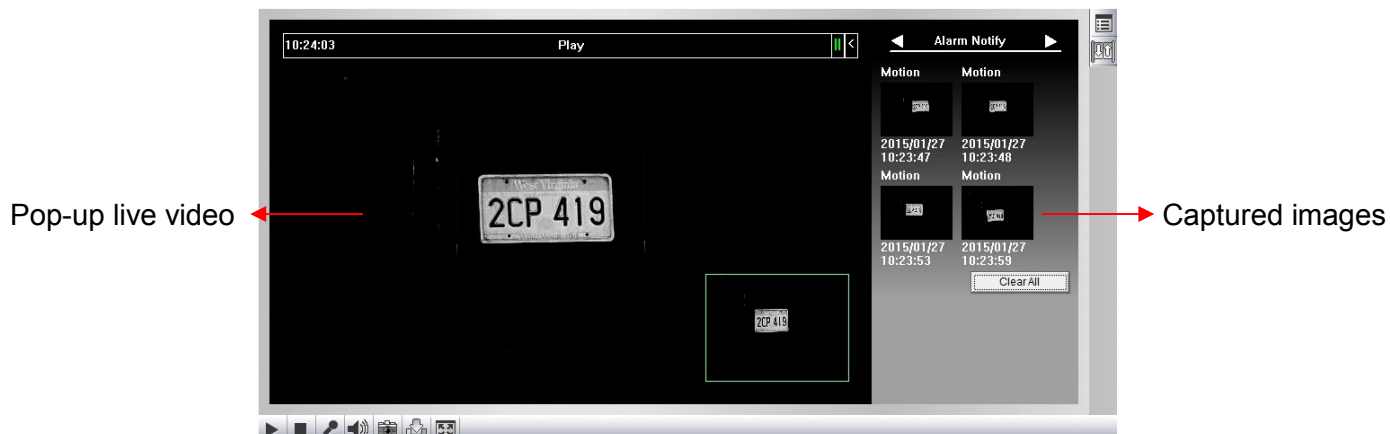 10:24:03 Play <
Alarm Notify
Motion Motion
2015/01/27 2015/01/27
10:23:47 10:23:48
Motion Motion
2015/01/27 2015/01/27
10:23:53 10:23:59
Clear All
Pop-up live video
West Virginia
2CP 419
2CP 419
Captured images